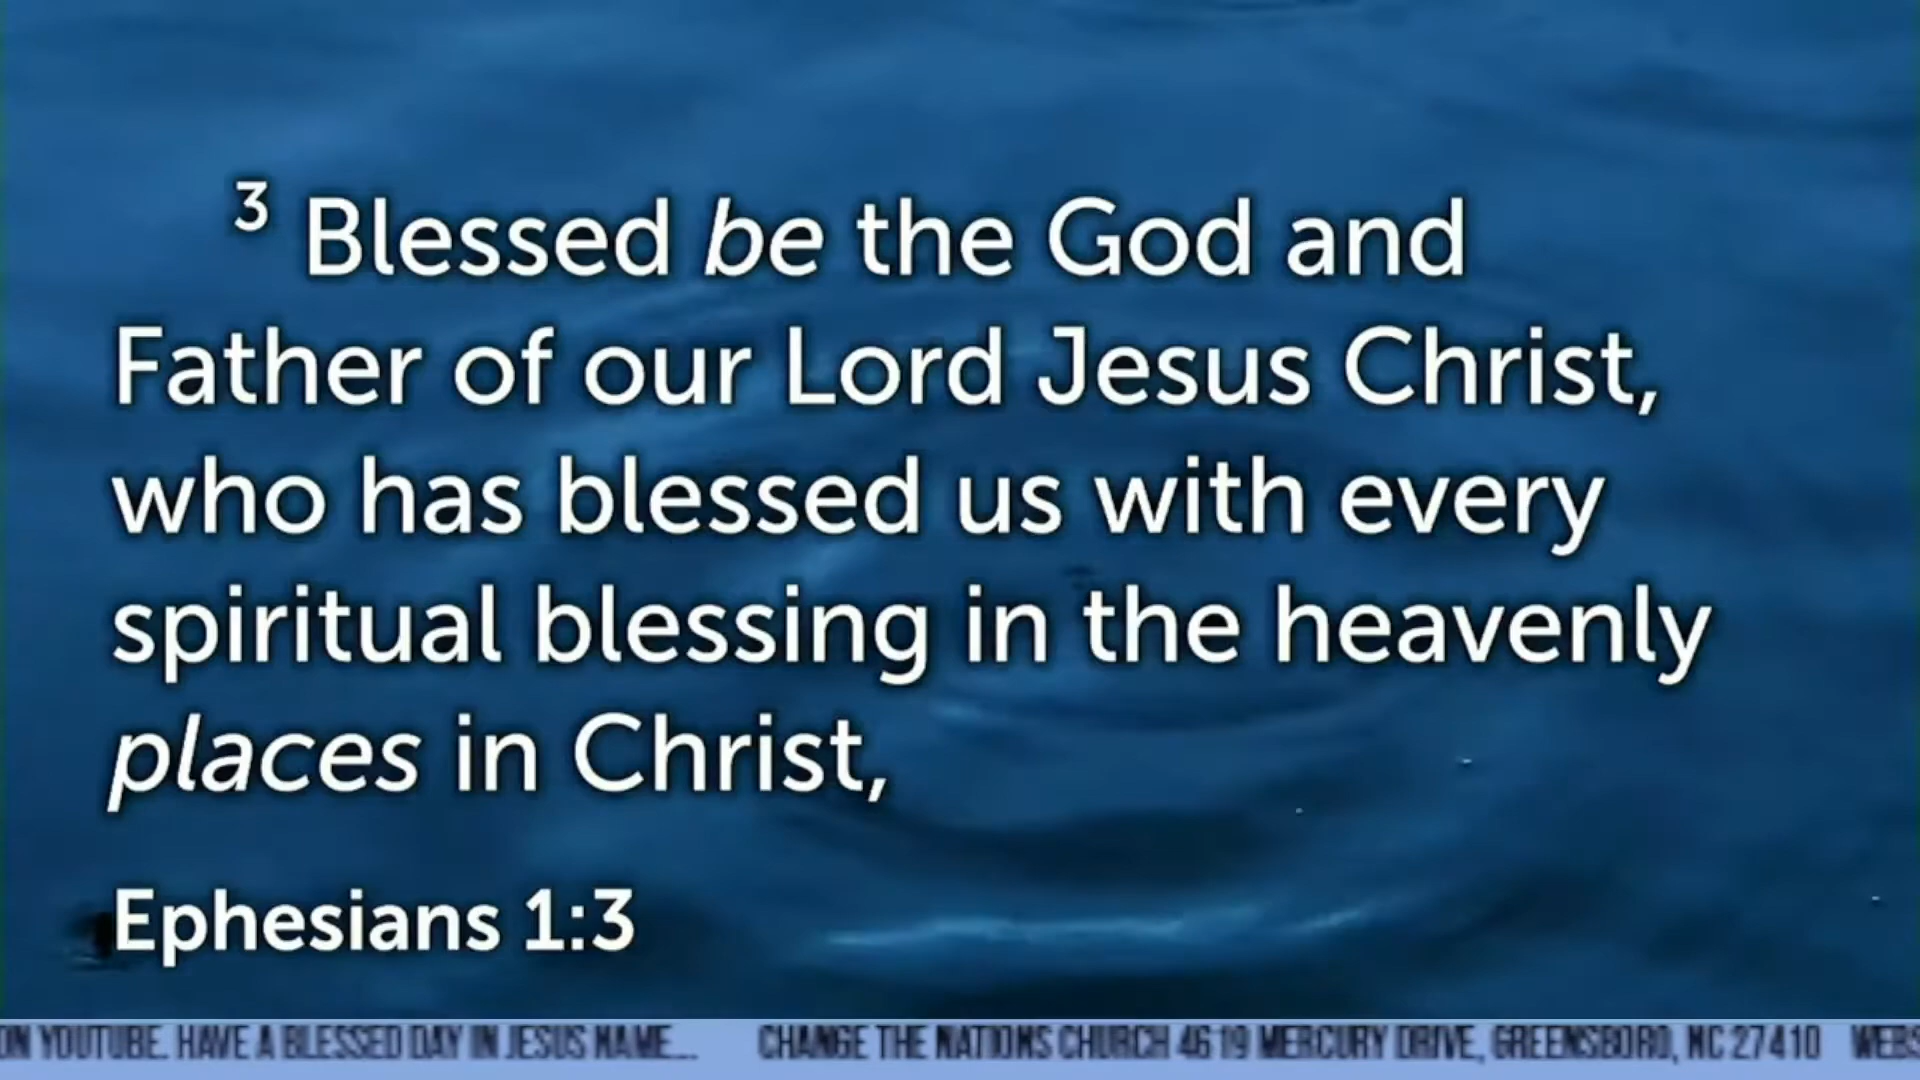 3 Blessed be the God and
Father of our Lord Jesus Christ,
who has blessed us with every
spiritual blessing in the heavenly
places in Christ,
Ephesians 1:3
ON YOUTUBE. HAVE A BLESSED DAY IN JESUS NAME... CHANGE THE NATIONS CHURCH 4619 MERCURY DRIVE, GREENSBORO, NC 27410 WEBS